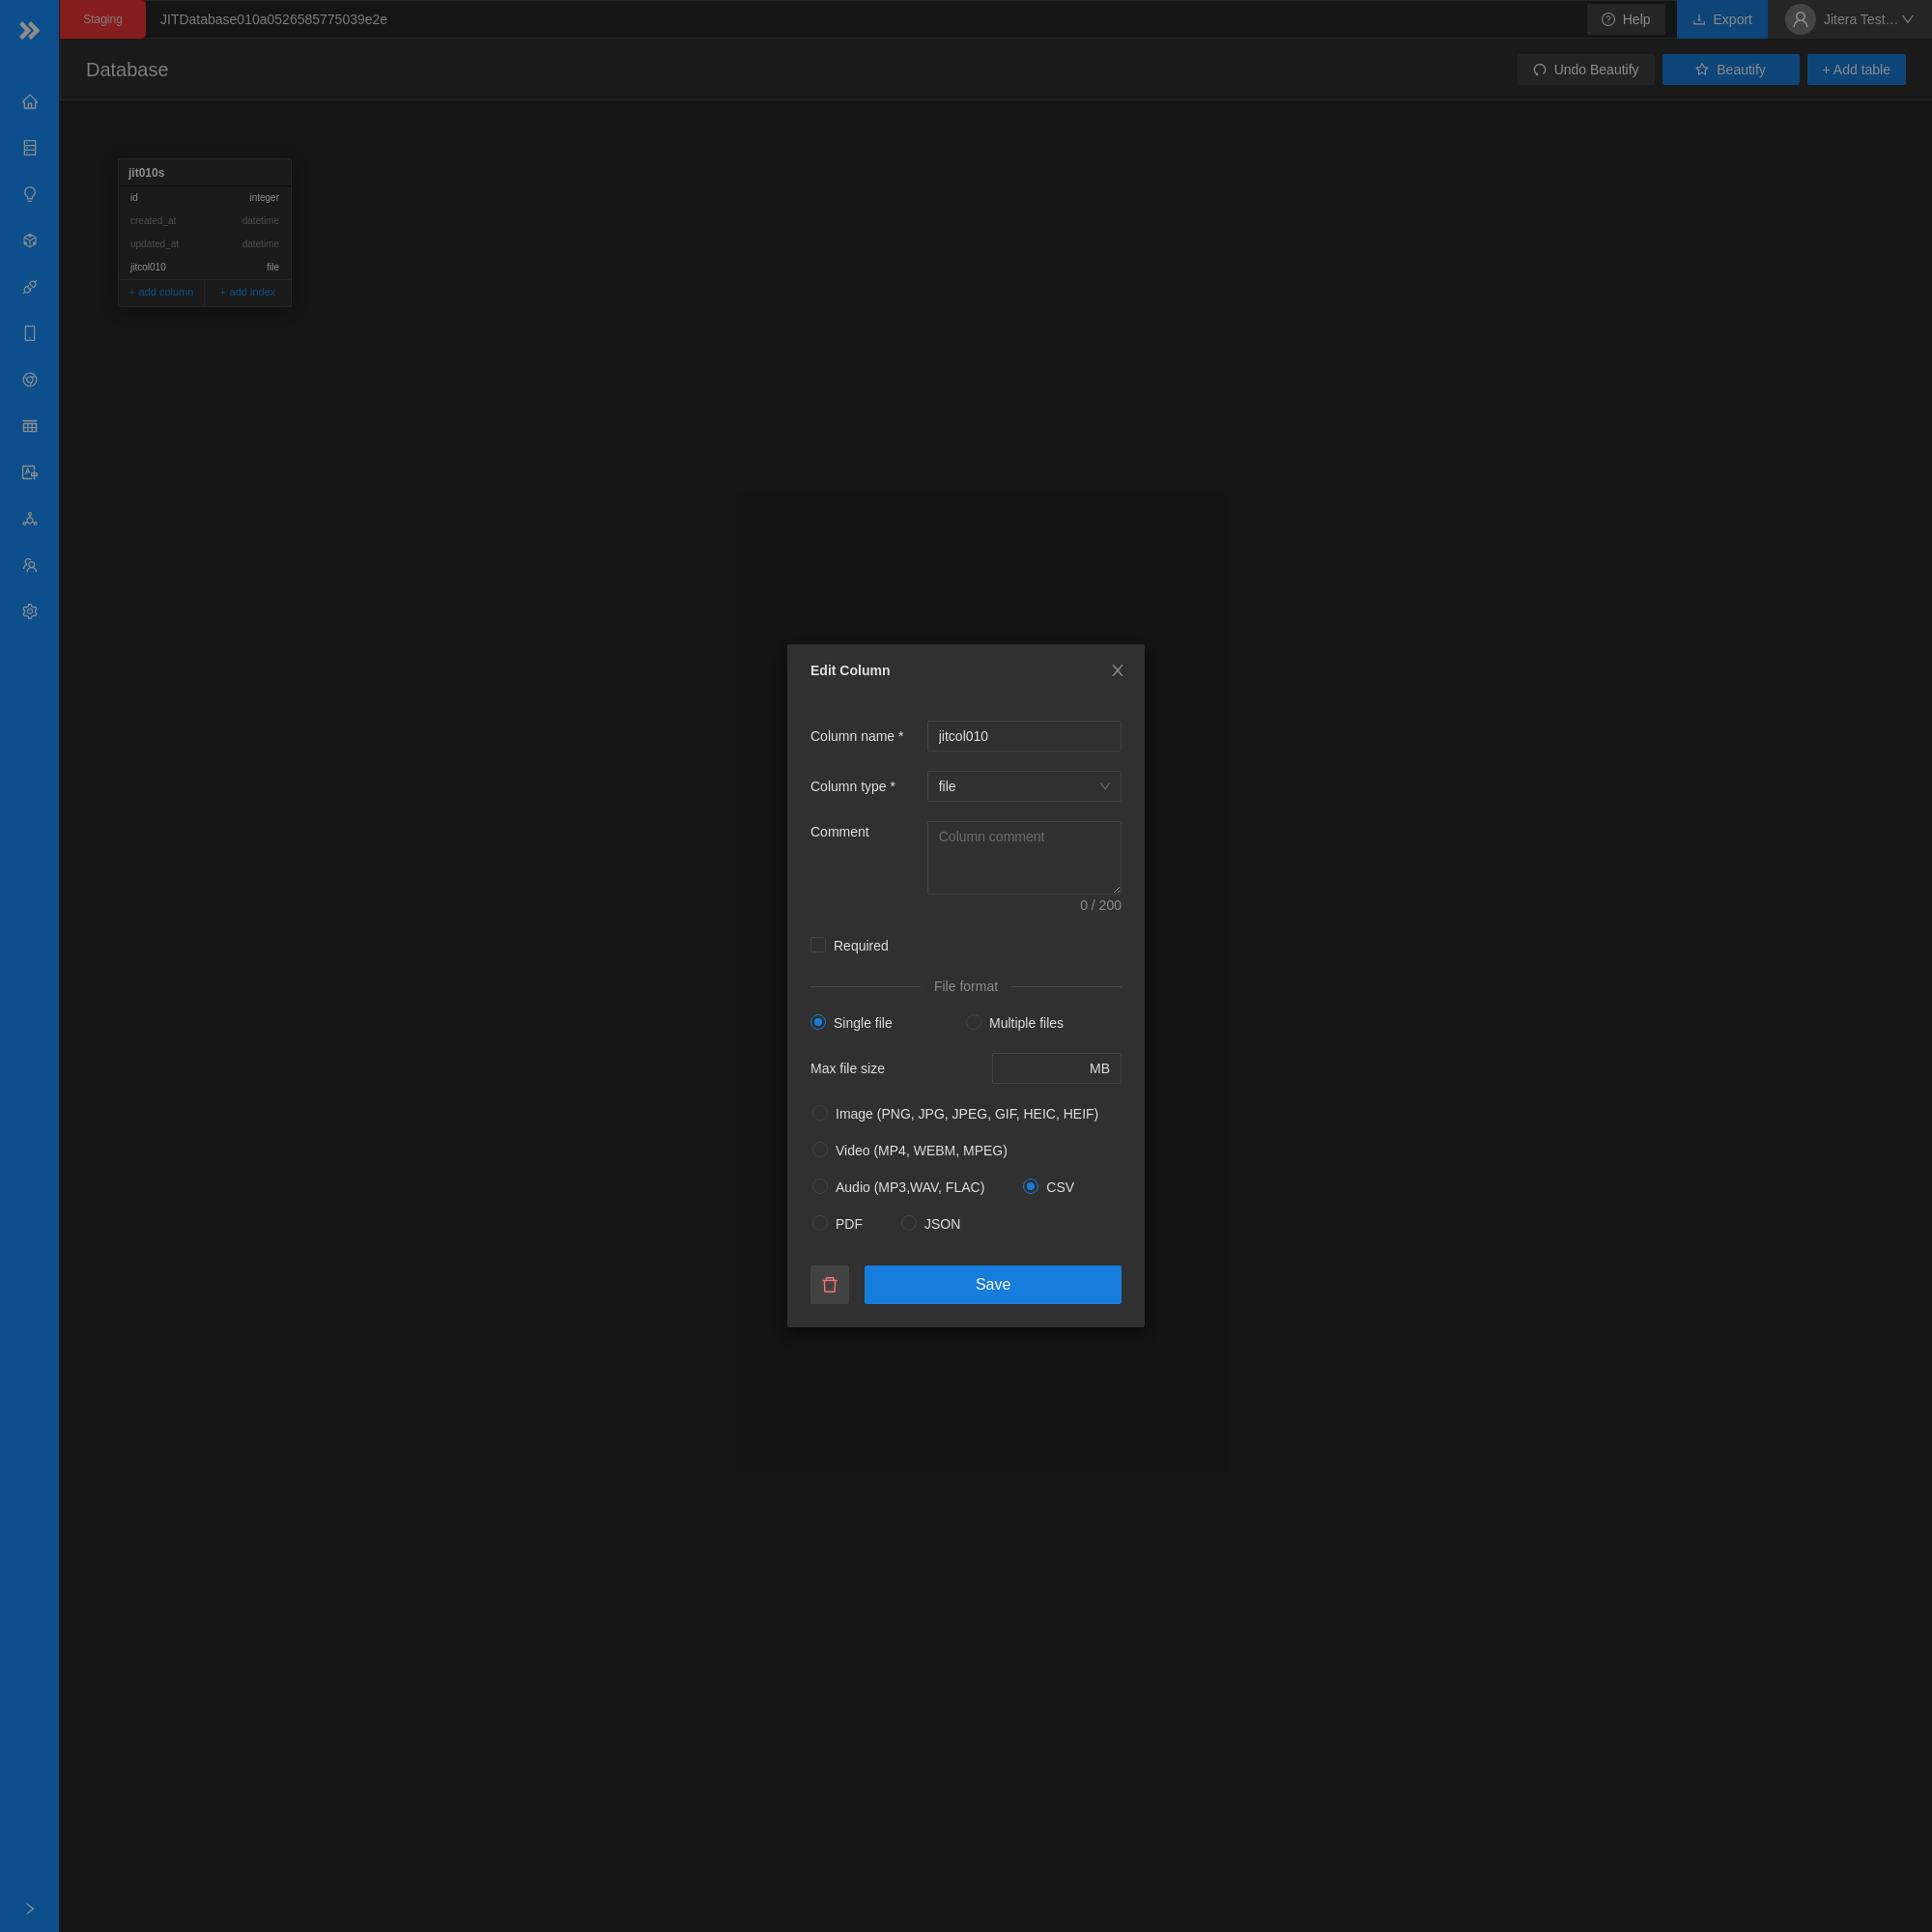 Staging
JITDatabase010a0526585775039e2e
Help
Export
Jitera Test…
Database
Undo Beautify
Beautify
+ Add table
jit010s
id integer
created_at datetime
updated_at datetime
jitcol010 file
+ add column + add index
Edit Column
Column name * jitcol010
Column type * file
Comment Column comment
0 / 200
Required
File format
Single file Multiple files
Max file size MB
Image (PNG, JPG, JPEG, GIF, HEIC, HEIF)
Video (MP4, WEBM, MPEG)
Audio (MP3,WAV, FLAC) CSV
PDF JSON
Save